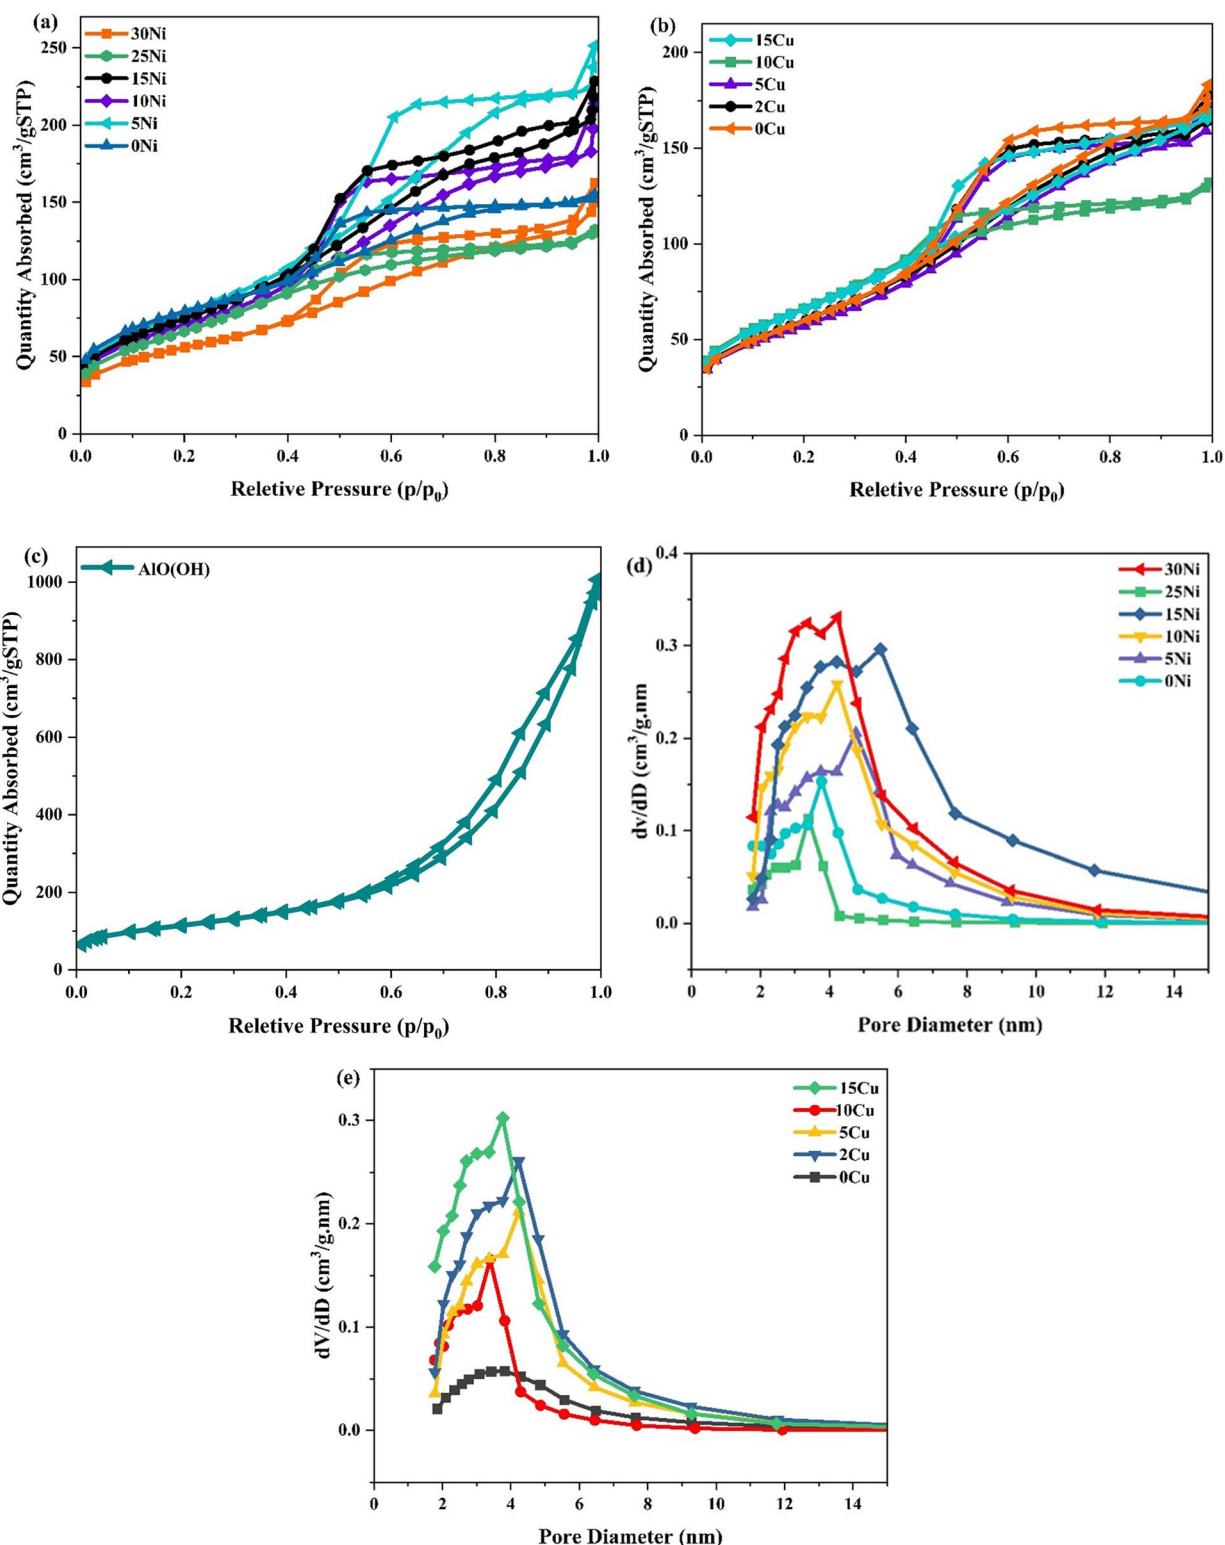 (a)
30Ni
25Ni
15Ni
10Ni
5Ni
0Ni
250
200
150
100
50
0
0.0 0.2 0.4 0.6 0.8 1.0
Quantity Absorbed (cm³/gSTP)
Reletive Pressure (p/p₀)
(b)
15Cu
10Cu
5Cu
2Cu
0Cu
200
150
100
50
0
0.0 0.2 0.4 0.6 0.8 1.0
Quantity Absorbed (cm³/gSTP)
Reletive Pressure (p/p₀)
(c)
AlO(OH)
1000
800
600
400
200
0
0.0 0.2 0.4 0.6 0.8 1.0
Quantity Absorbed (cm³/gSTP)
Reletive Pressure (p/p₀)
(d)
30Ni
25Ni
15Ni
10Ni
5Ni
0Ni
0.4
0.3
0.2
0.1
0.0
0 2 4 6 8 10 12 14
dv/dD (cm³/g.nm)
Pore Diameter (nm)
(e)
15Cu
10Cu
5Cu
2Cu
0Cu
0.3
0.2
0.1
0.0
0 2 4 6 8 10 12 14
dV/dD (cm³/g.nm)
Pore Diameter (nm)